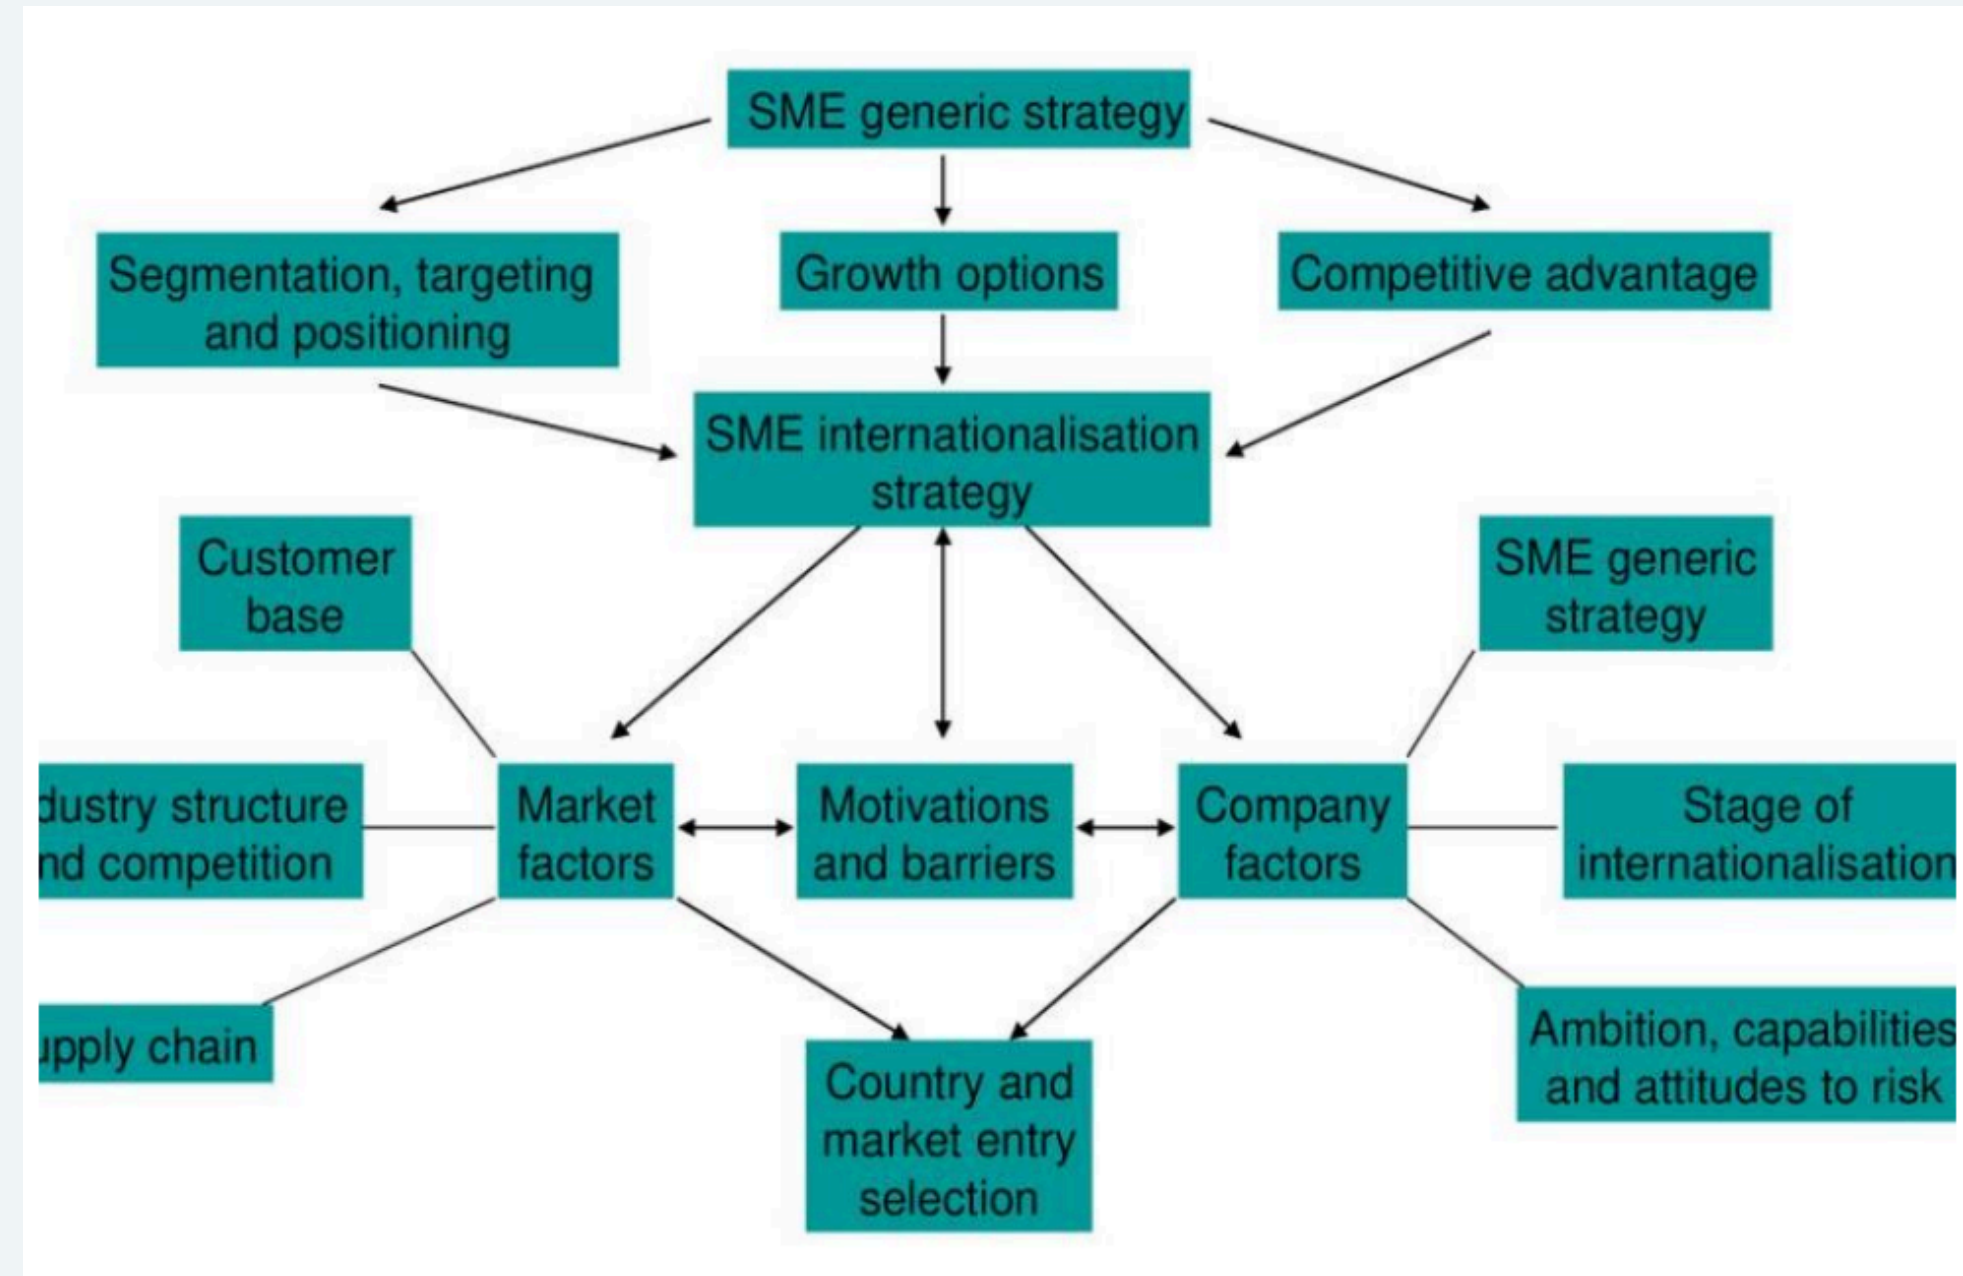 SME generic strategy
Segmentation, targeting
and positioning
Growth options
Competitive advantage
SME internationalisation
strategy
Customer
base
SME generic
strategy
dustry structure
nd competition
Market
factors
Motivations
and barriers
Company
factors
Stage of
internationalisation
upply chain
Country and
market entry
selection
Ambition, capabilities
and attitudes to risk